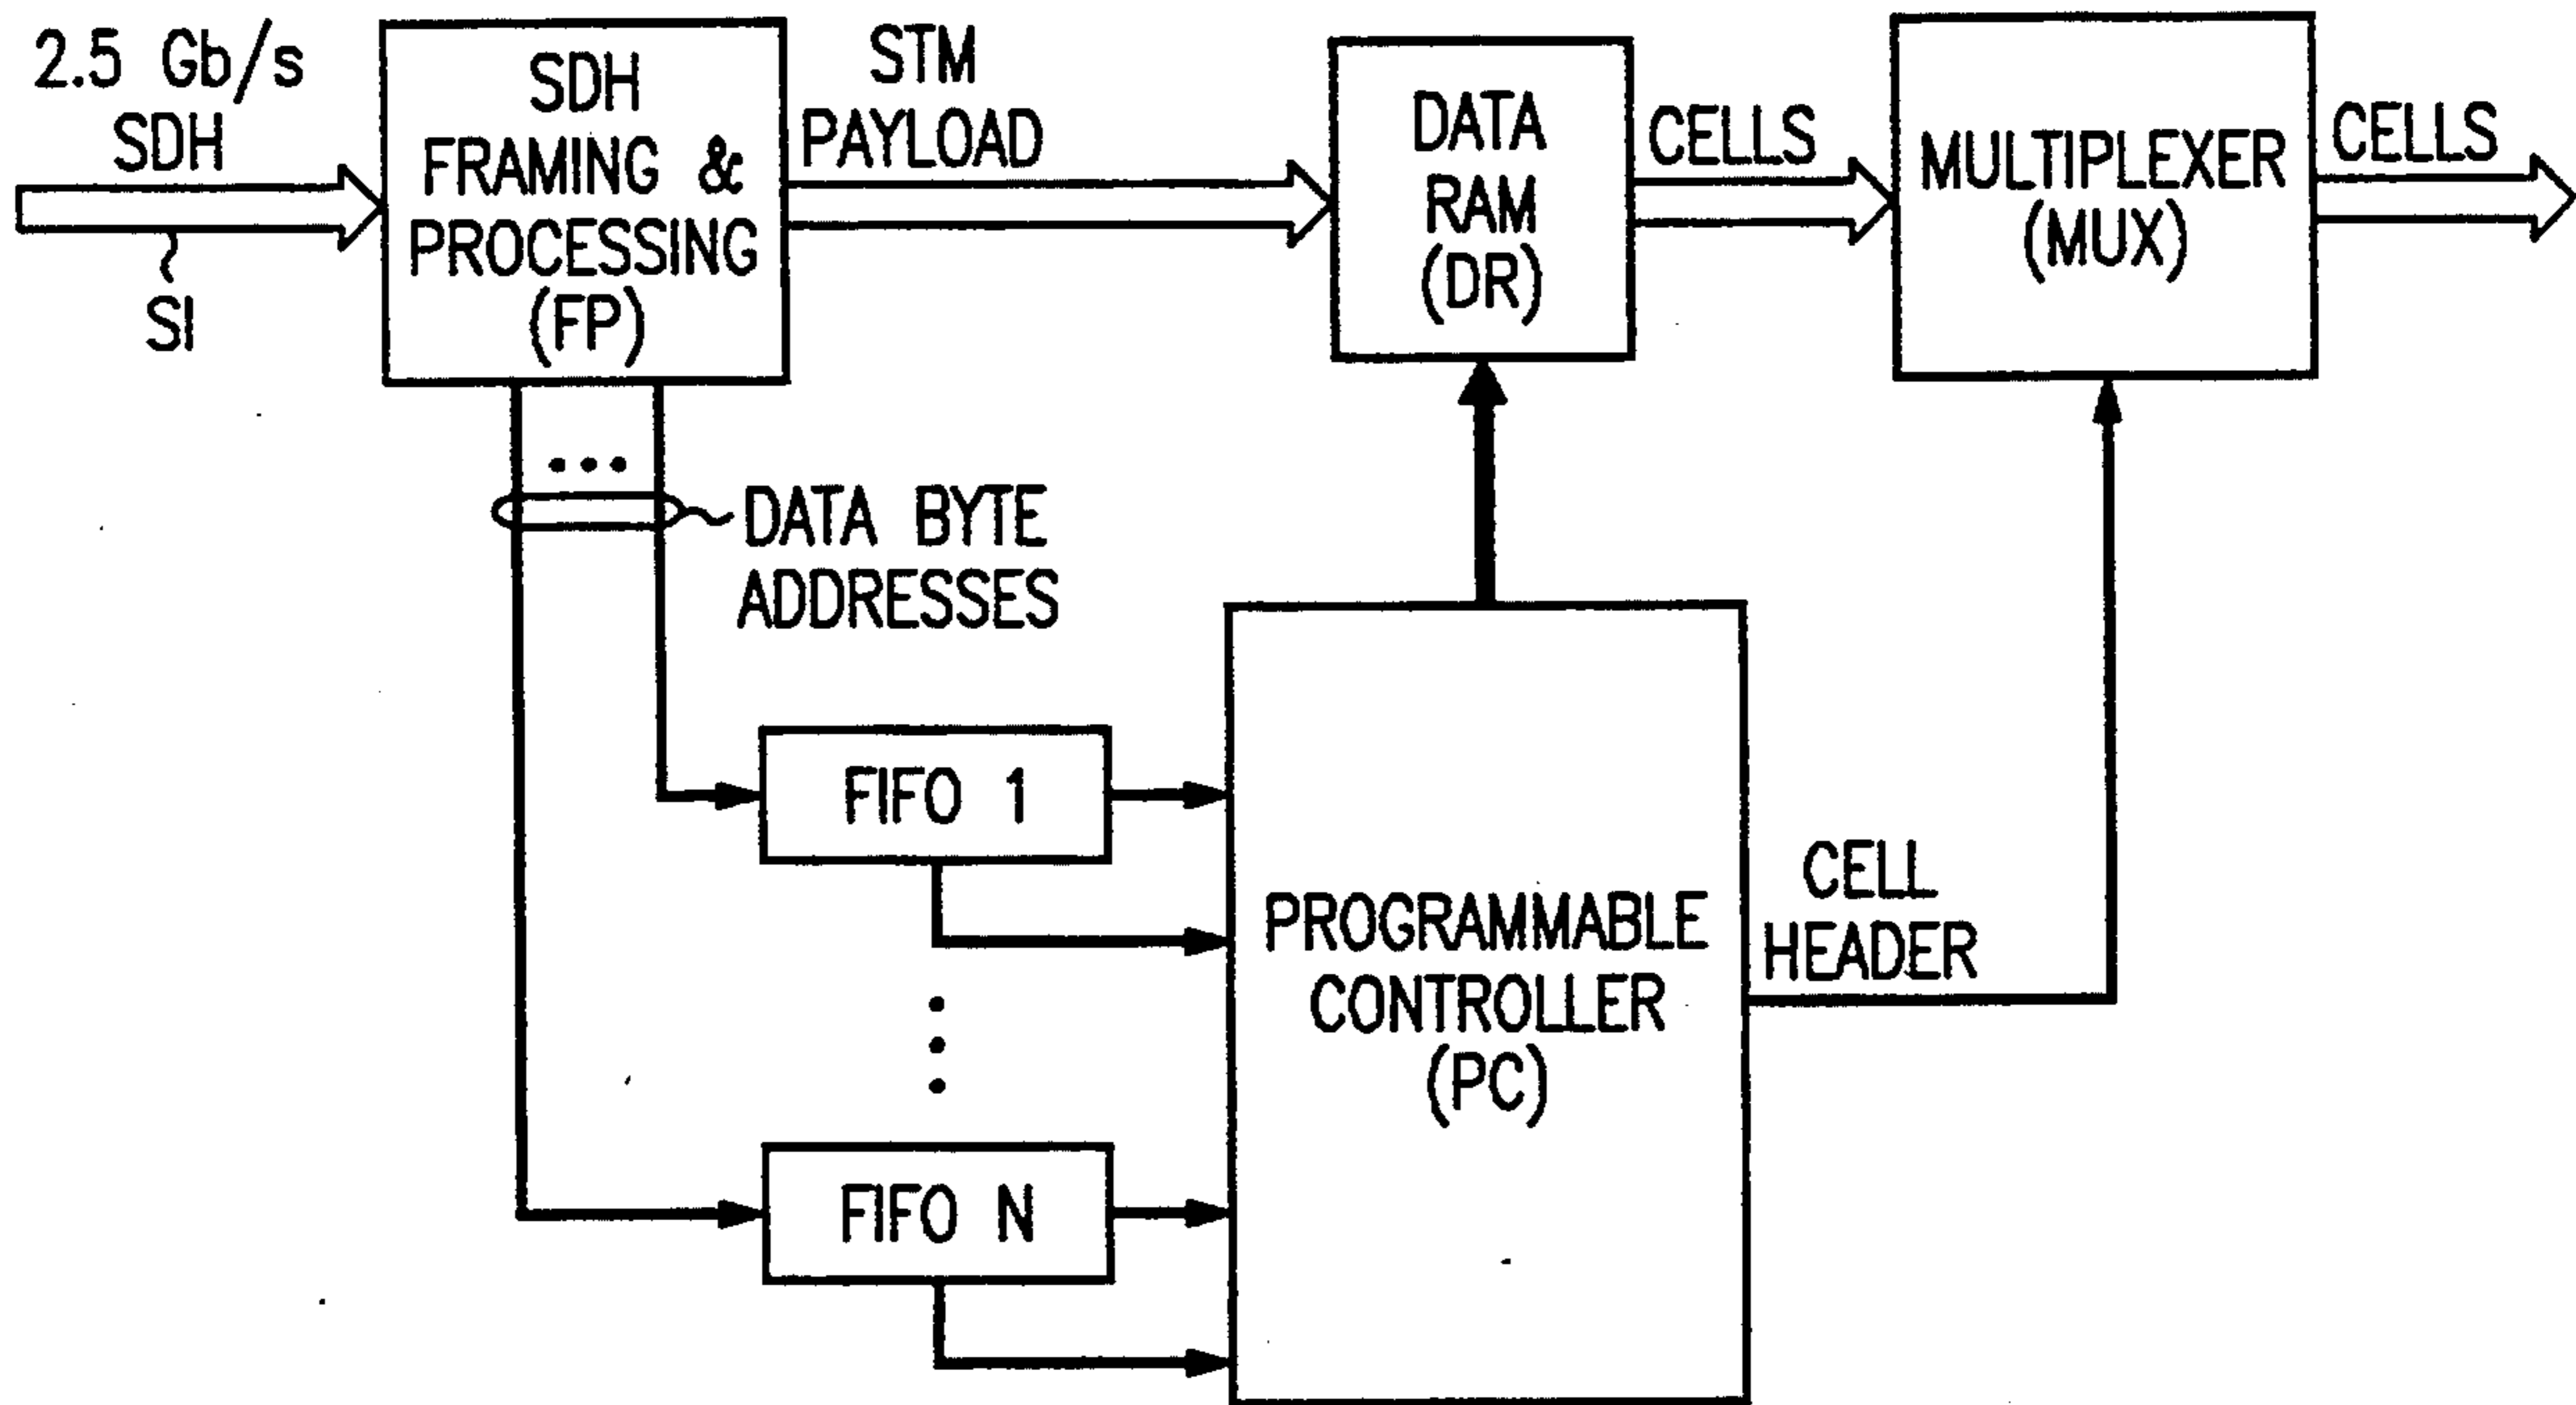 2.5 Gb/s
SDH
SI
SDH
FRAMING &
PROCESSING
(FP)
STM
PAYLOAD
DATA
RAM
(DR)
CELLS
MULTIPLEXER
(MUX)
CELLS
DATA BYTE
ADDRESSES
FIFO 1
FIFO N
PROGRAMMABLE
CONTROLLER
(PC)
CELL
HEADER